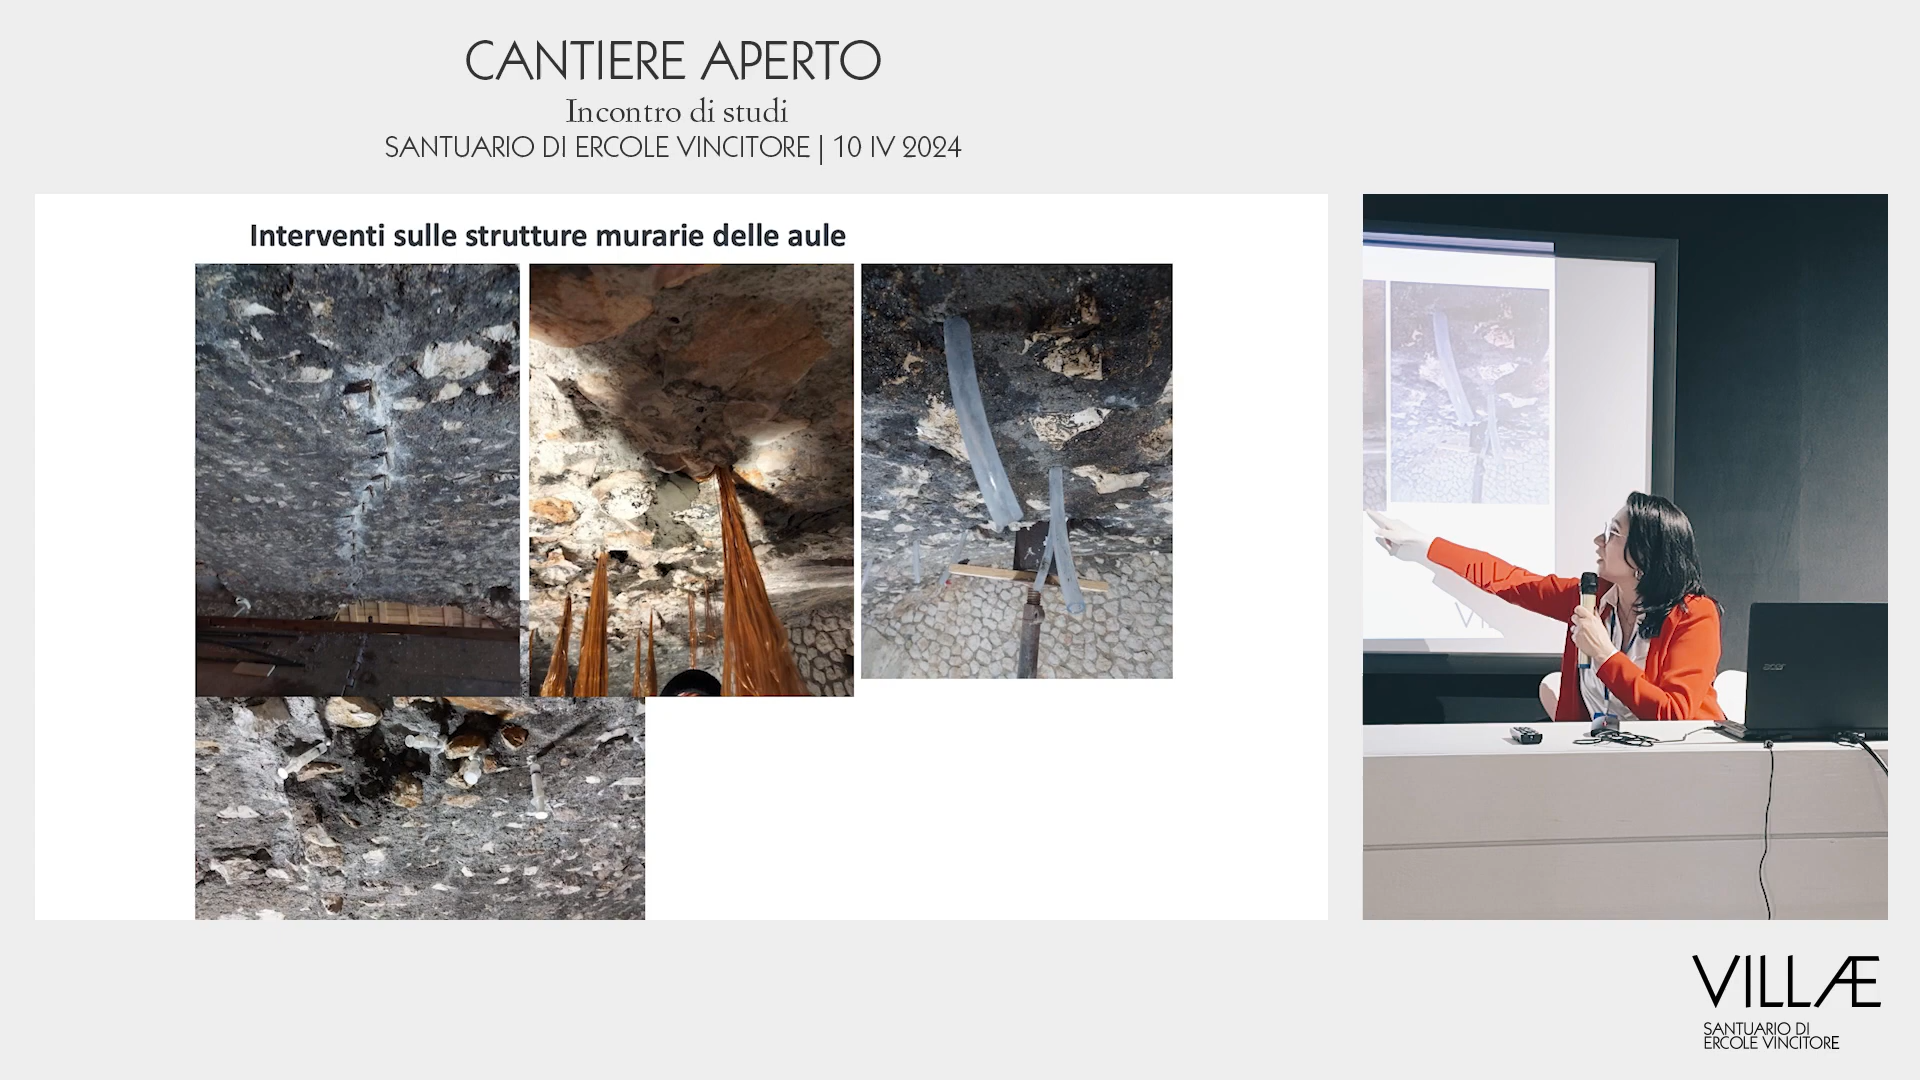 CANTIERE APERTO
Incontro di studi
SANTUARIO DI ERCOLE VINCITORE | 10 IV 2024
Interventi sulle strutture murarie delle aule
acer
VILLÆ
SANTUARIO DI
ERCOLE VINCITORE